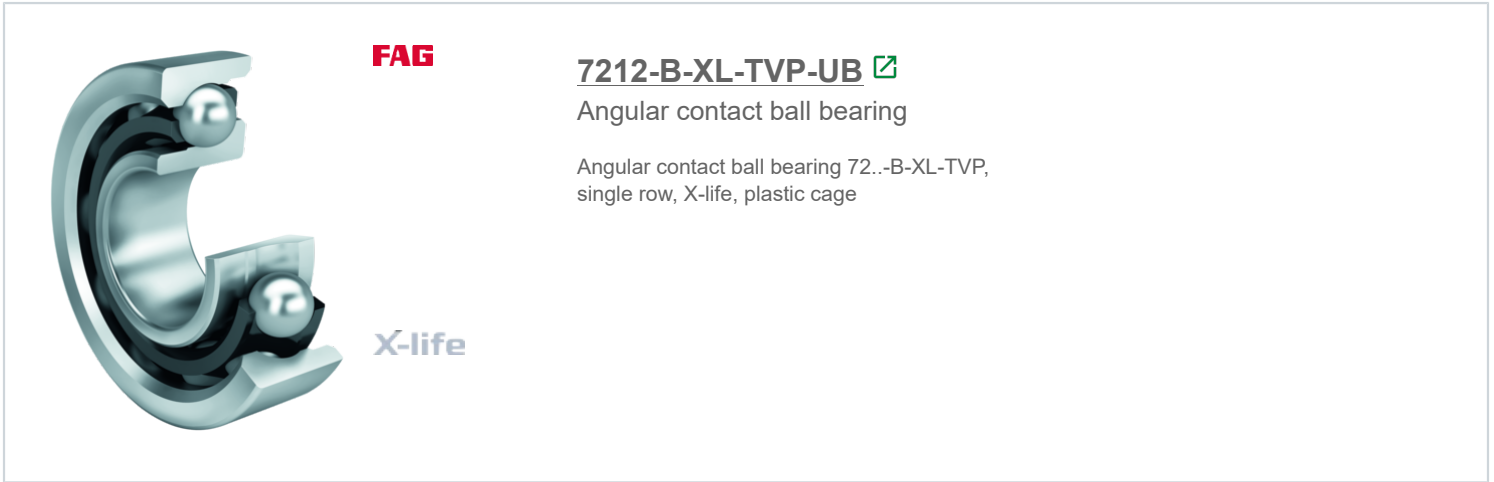 FAG
7212-B-XL-TVP-UB
Angular contact ball bearing
Angular contact ball bearing 72..-B-XL-TVP,
single row, X-life, plastic cage
X-life